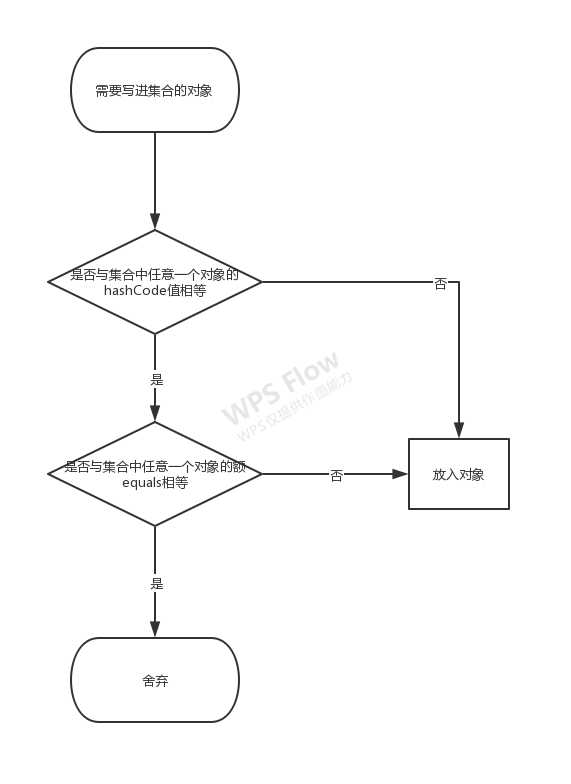 需要写进集合的对象
是否与集合中任意一个对象的
hashCode值相等
否
是
WPS Flow
WPS仅提供作图能力
是否与集合中任意一个对象的额
equals相等
否
放入对象
是
舍弃